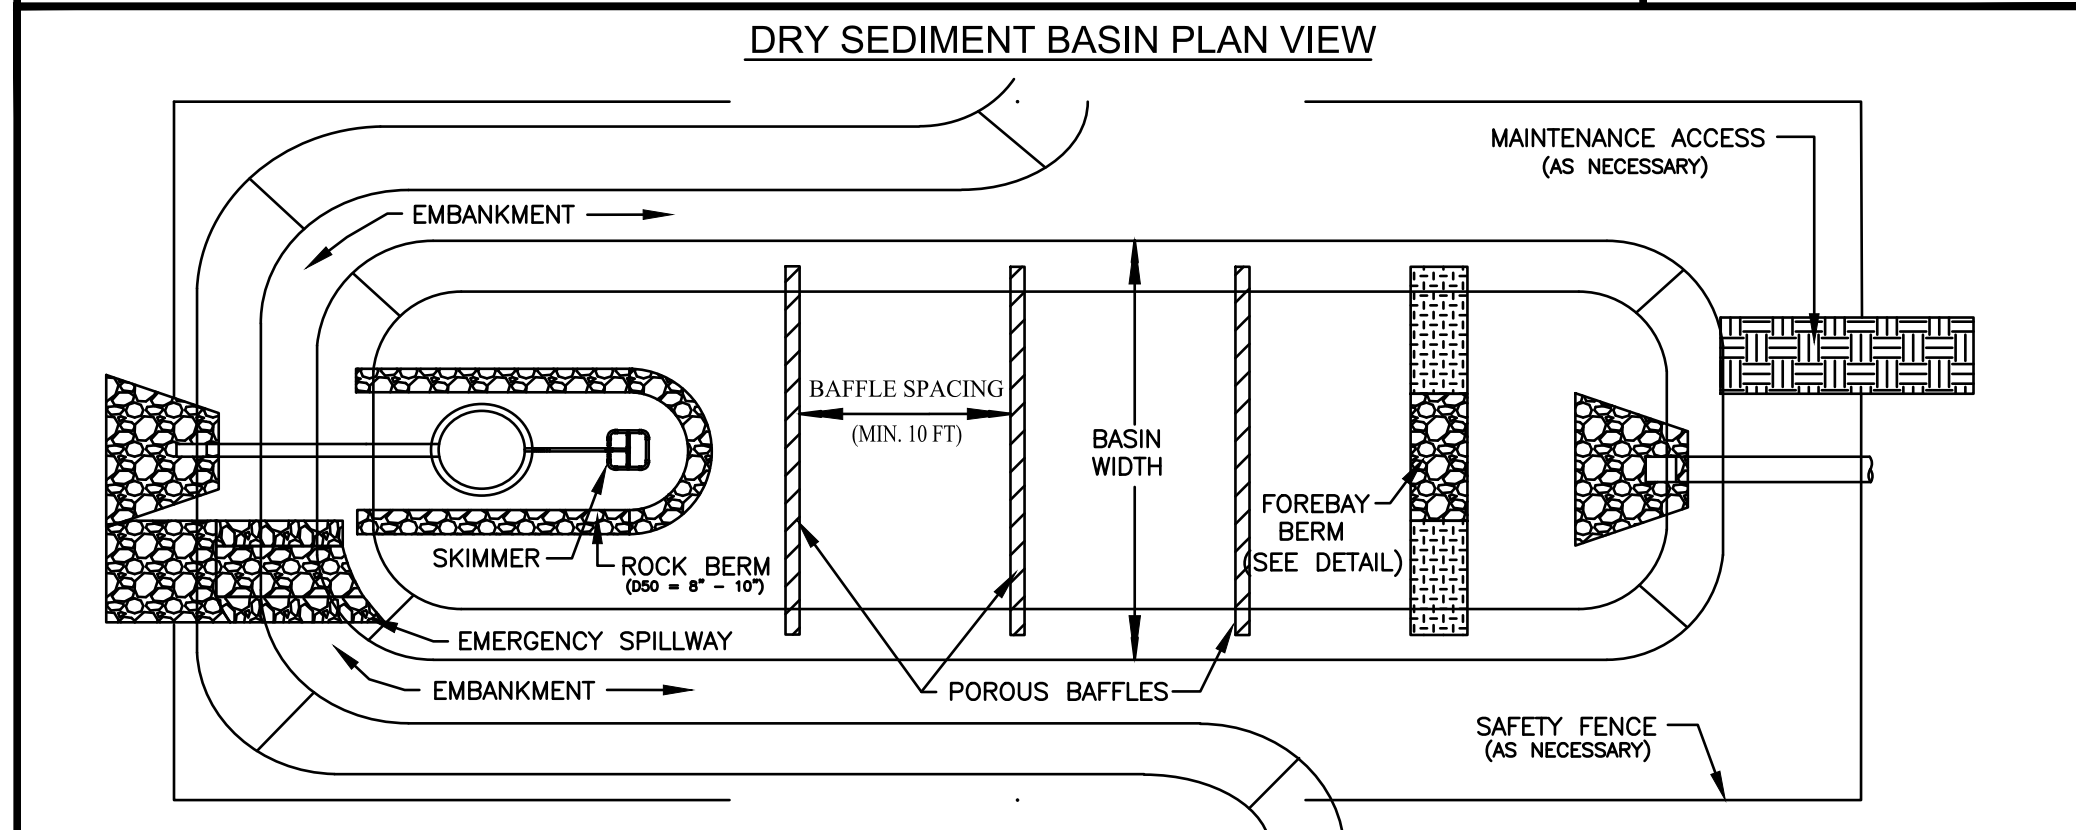 DRY SEDIMENT BASIN PLAN VIEW
MAINTENANCE ACCESS
(AS NECESSARY)
EMBANKMENT
BAFFLE SPACING
(MIN. 10 FT)
BASIN
WIDTH
FOREBAY
BERM
(SEE DETAIL)
SKIMMER
ROCK BERM
(D50 = 8" - 10")
EMERGENCY SPILLWAY
EMBANKMENT
POROUS BAFFLES
SAFETY FENCE
(AS NECESSARY)